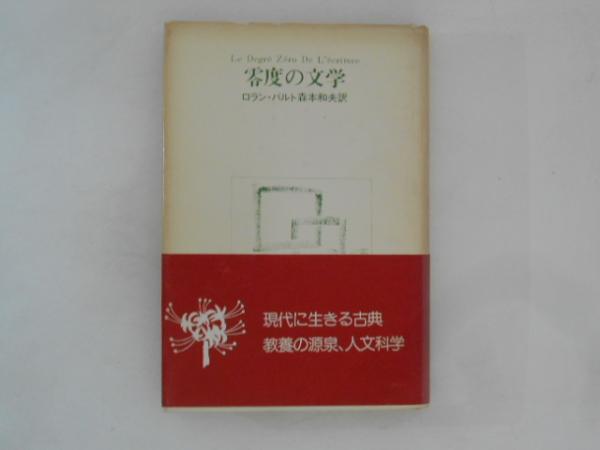 Le Degré Zéro De L'écriture
零度の文学
ロラン・バルト森本和夫訳
現代に生きる古典
教養の源泉、人文科学